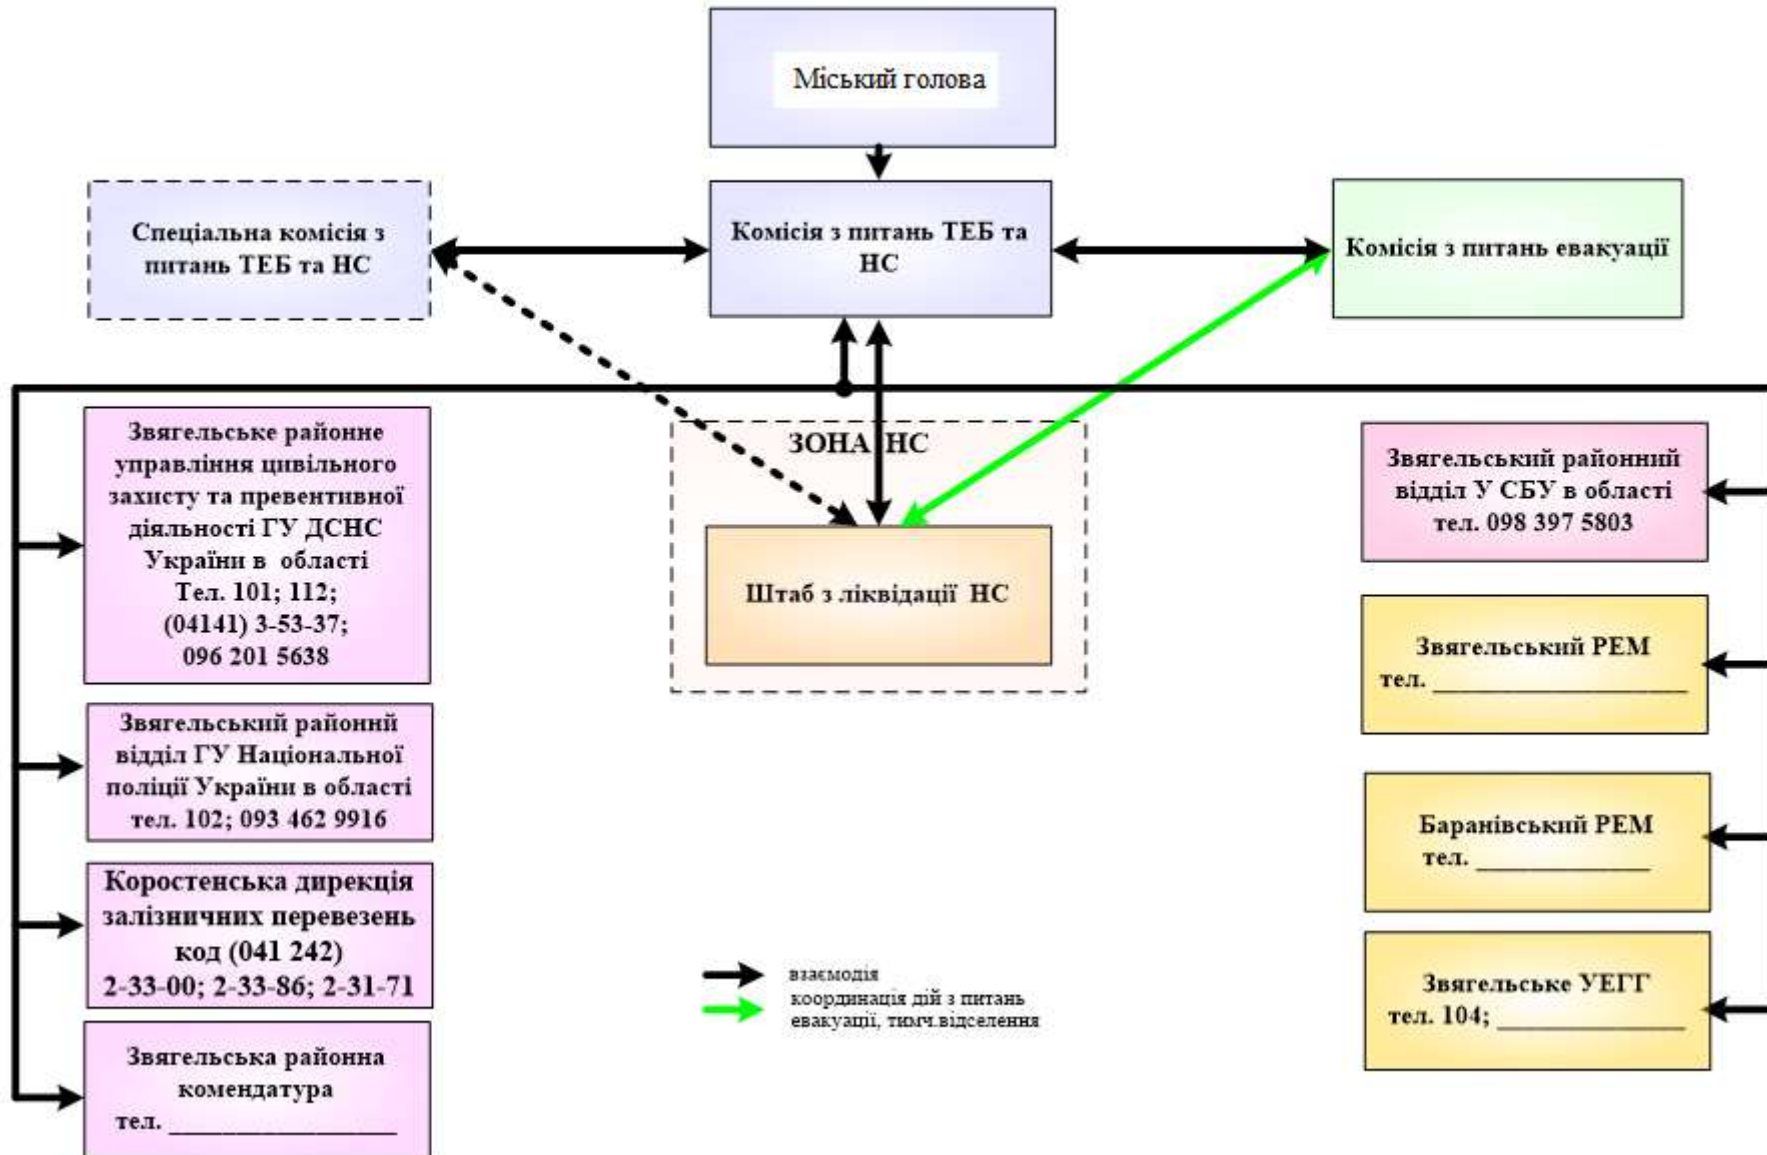 Міський голова
Спеціальна комісія з
питань ТЕБ та НС
Комісія з питань ТЕБ та
НС
Комісія з питань евакуації
Звягельське районне
управління цивільного
захисту та превентивної
діяльності ГУ ДСНС
України в області
Тел. 101; 112;
(04141) 3-53-37;
096 201 5638
Звягельський районнй
відділ ГУ Національної
поліції України в області
тел. 102; 093 462 9916
Коростенська дирекція
залізничних перевезень
код (041 242)
2-33-00; 2-33-86; 2-31-71
Звягельська районна
комендатура
тел. _________________
ЗОНА НС
Штаб з ліквідації НС
взаємодія
координація дій з питань
евакуації, тимч.відселення
Звягельський районний
відділ У СБУ в області
тел. 098 397 5803
Звягельський РЕМ
тел. ___________________
Баранівський РЕМ
тел. _____________
Звягельське УЕГГ
тел. 104; ______________